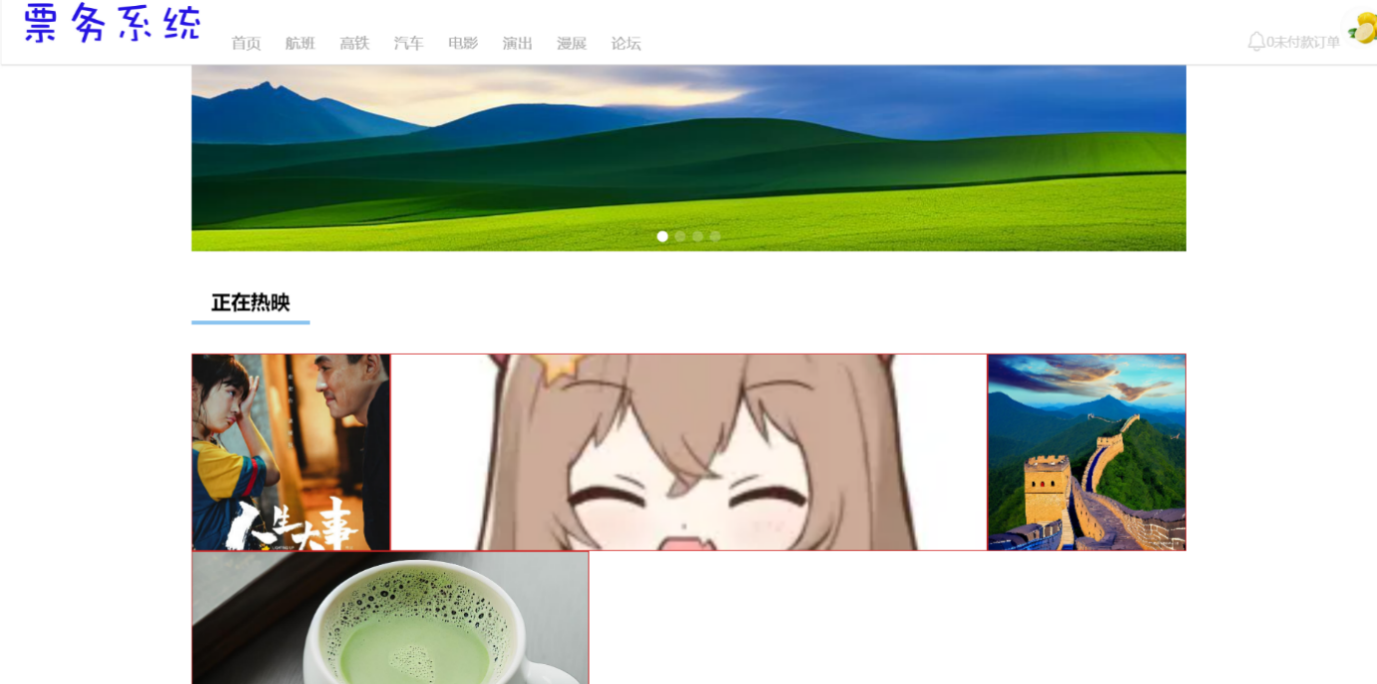 票务系统
首页 航班 高铁 汽车 电影 演出 漫展 论坛
0未付款订单
正在热映
人生大事